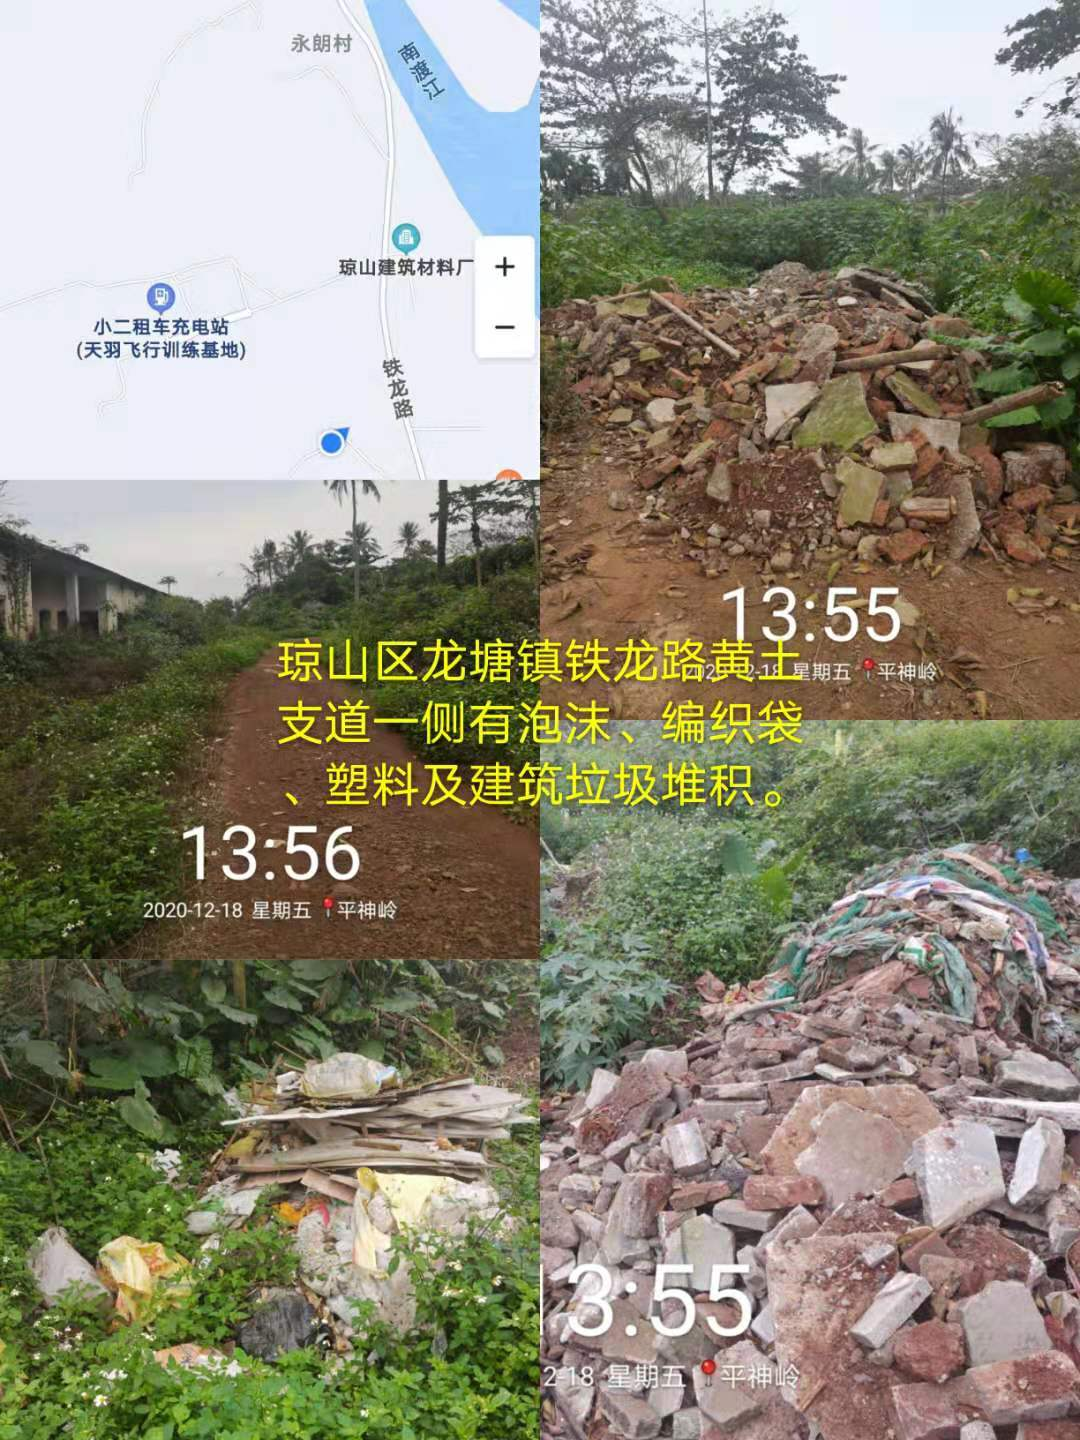 永朗村
南渡江
琼山建筑材料厂
+
小二租车充电站
(天羽飞行训练基地)
−
铁龙路
13:55
12-18 星期五 平神岭
琼山区龙塘镇铁龙路黄土
支道一侧有泡沫、编织袋
、塑料及建筑垃圾堆积。
13:56
2020-12-18 星期五 平神岭
3:55
2-18 星期五 平神岭